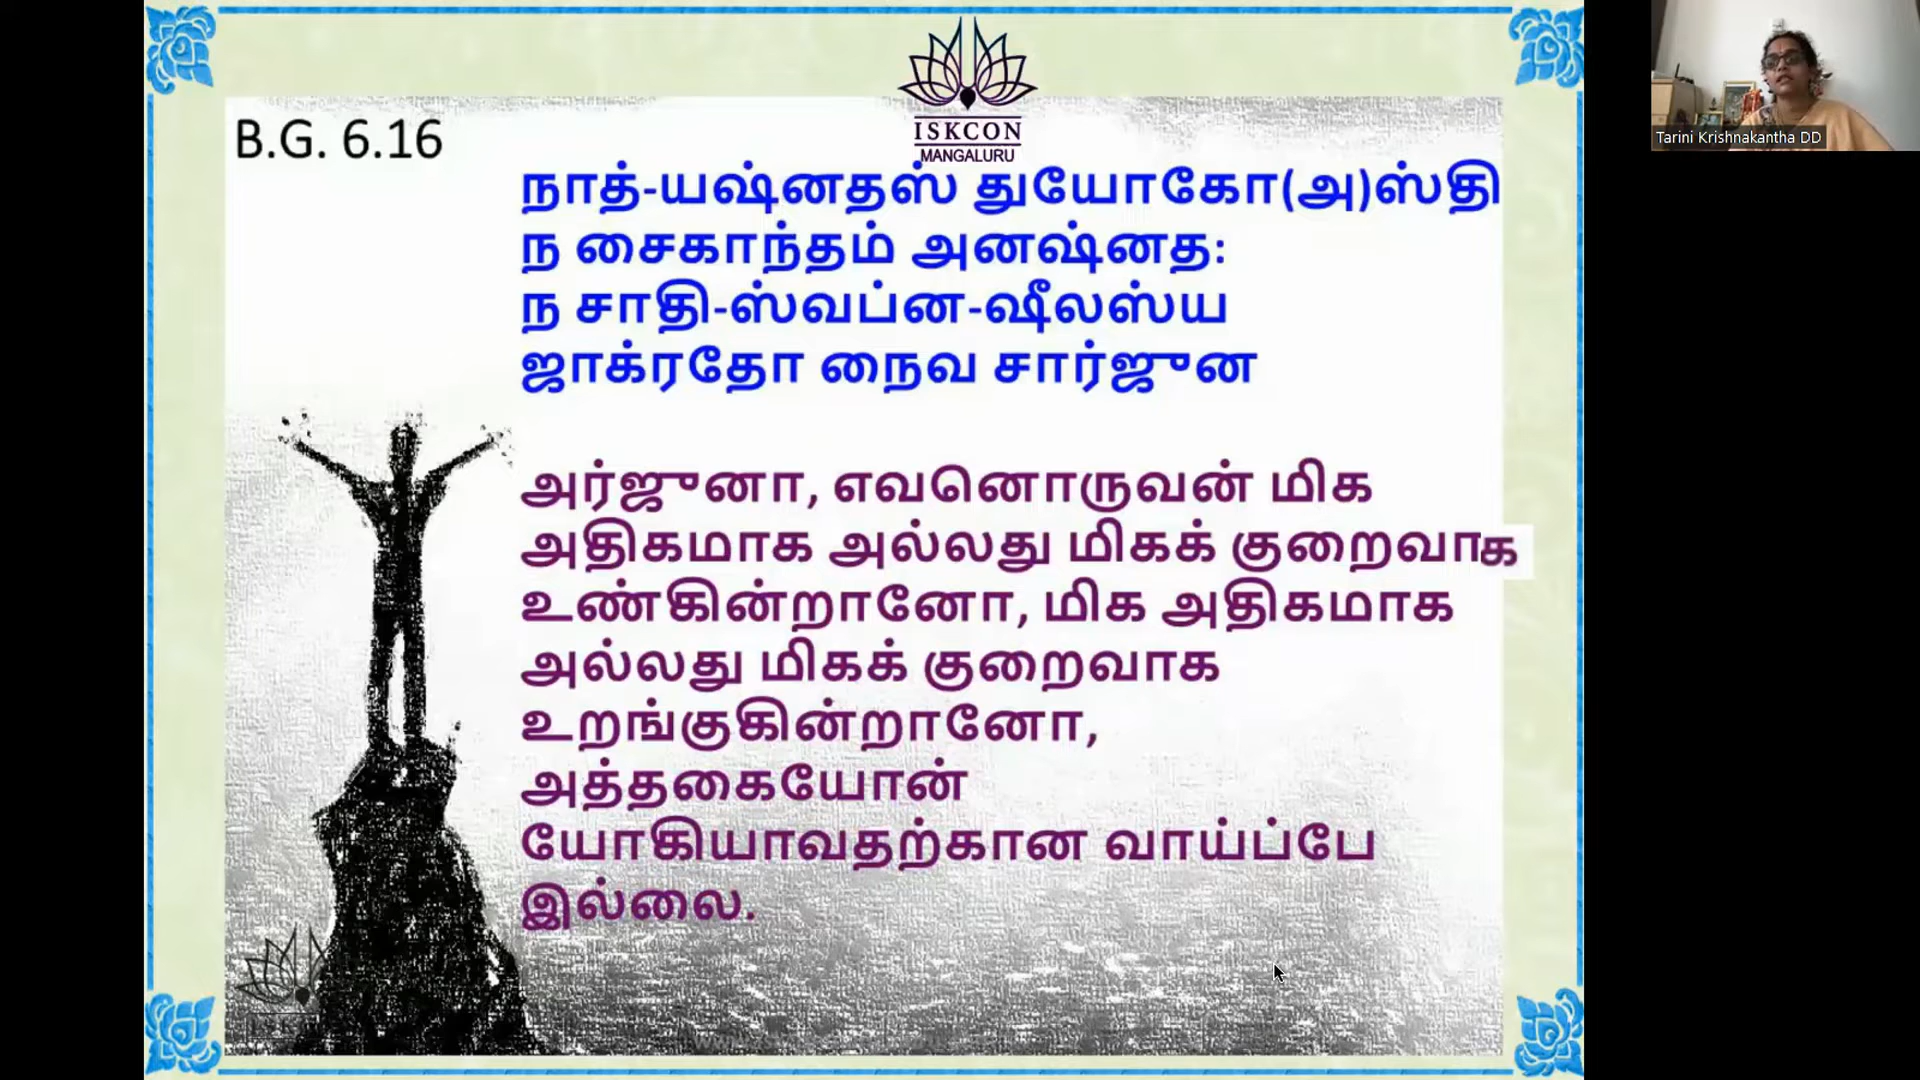 ISKCON
MANGALURU
B.G. 6.16
நாத்-யஷ்னதஸ் துயோகோ(அ)ஸ்தி
ந சைகாந்தம் அனஷ்னத:
ந சாதி-ஸ்வப்ன-ஷீலஸ்ய
ஜாக்ரதோ நைவ சார்ஜுன
அர்ஜுனா, எவனொருவன் மிக
அதிகமாக அல்லது மிகக் குறைவாக
உண்கின்றானோ, மிக அதிகமாக
அல்லது மிகக் குறைவாக
உறங்குகின்றானோ,
அத்தகையோன்
யோகியாவதற்கான வாய்ப்பே
இல்லை.
Tarini Krishnakantha DD